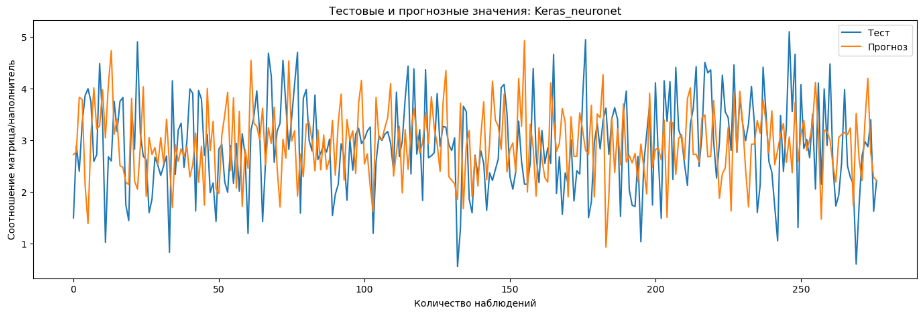 Тестовые и прогнозные значения: Keras_neuronet
Тест
Прогноз
Соотношение матрица/наполнитель
5
4
3
2
1
0
50
100
150
200
250
Количество наблюдений